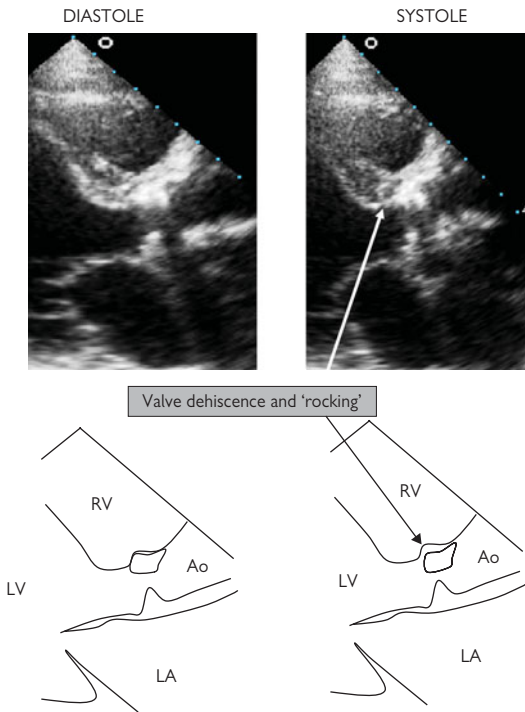 DIASTOLE
SYSTOLE
Valve dehiscence and ‘rocking’
RV
Ao
LV
LA
RV
Ao
LV
LA